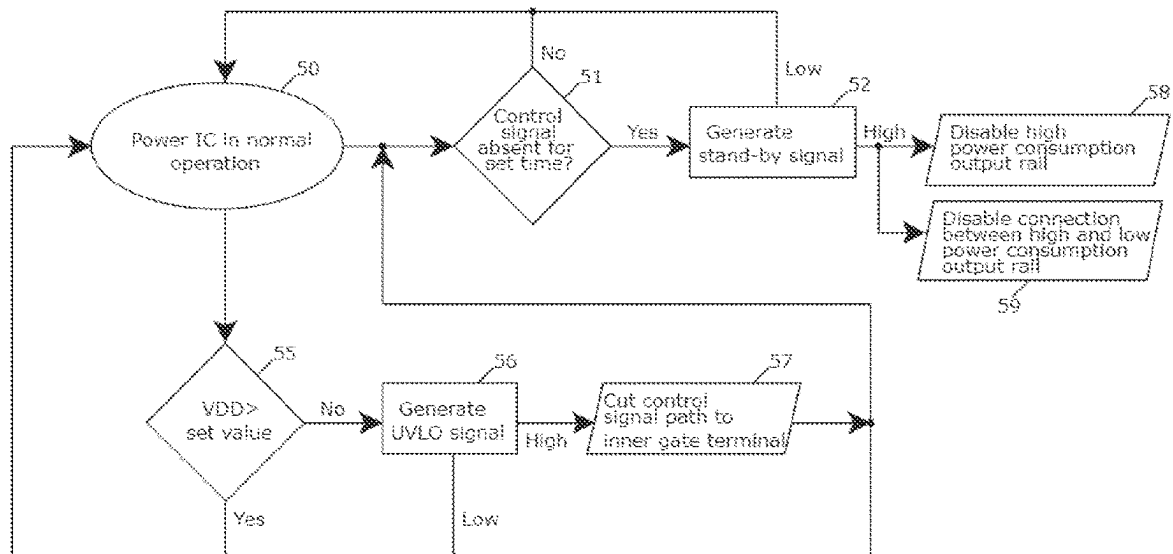 No
Low
50
51
52
58
Power IC in normal
operation
Control
signal
absent for
set time?
Yes
Generate
stand-by signal
High
Disable high
power consumption
output rail
Disable connection
between high and low
power consumption
output rail
59
55
56
57
VDD>
set value
No
Generate
UVLO signal
High
Cut control
signal path to
inner gate terminal
Yes
Low